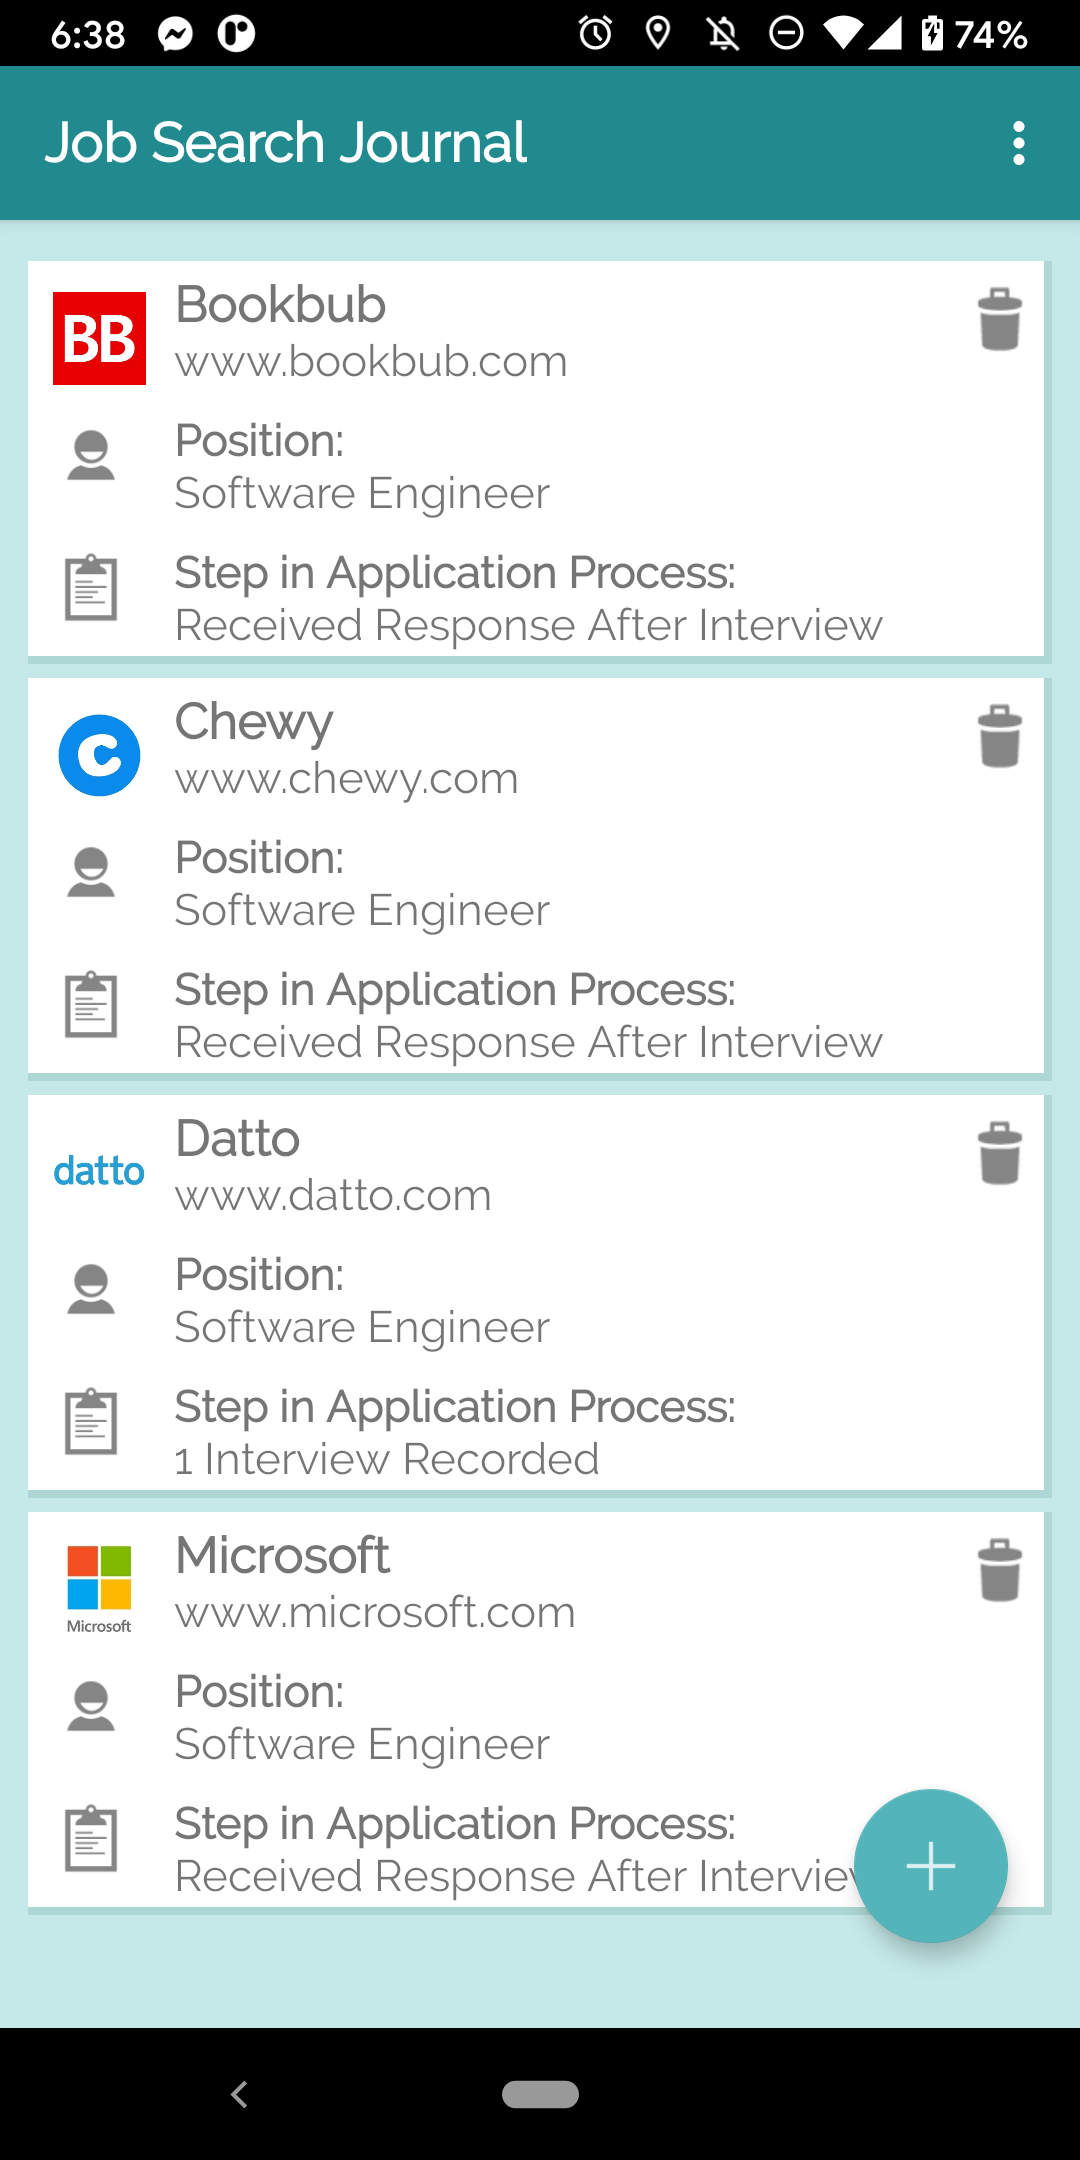 6:38 74%
Job Search Journal
BB
Bookbub
www.bookbub.com
Position:
Software Engineer
Step in Application Process:
Received Response After Interview
C
Chewy
www.chewy.com
Position:
Software Engineer
Step in Application Process:
Received Response After Interview
datto
Datto
www.datto.com
Position:
Software Engineer
Step in Application Process:
1 Interview Recorded
Microsoft
Microsoft
www.microsoft.com
Position:
Software Engineer
Step in Application Process:
Received Response After Interview